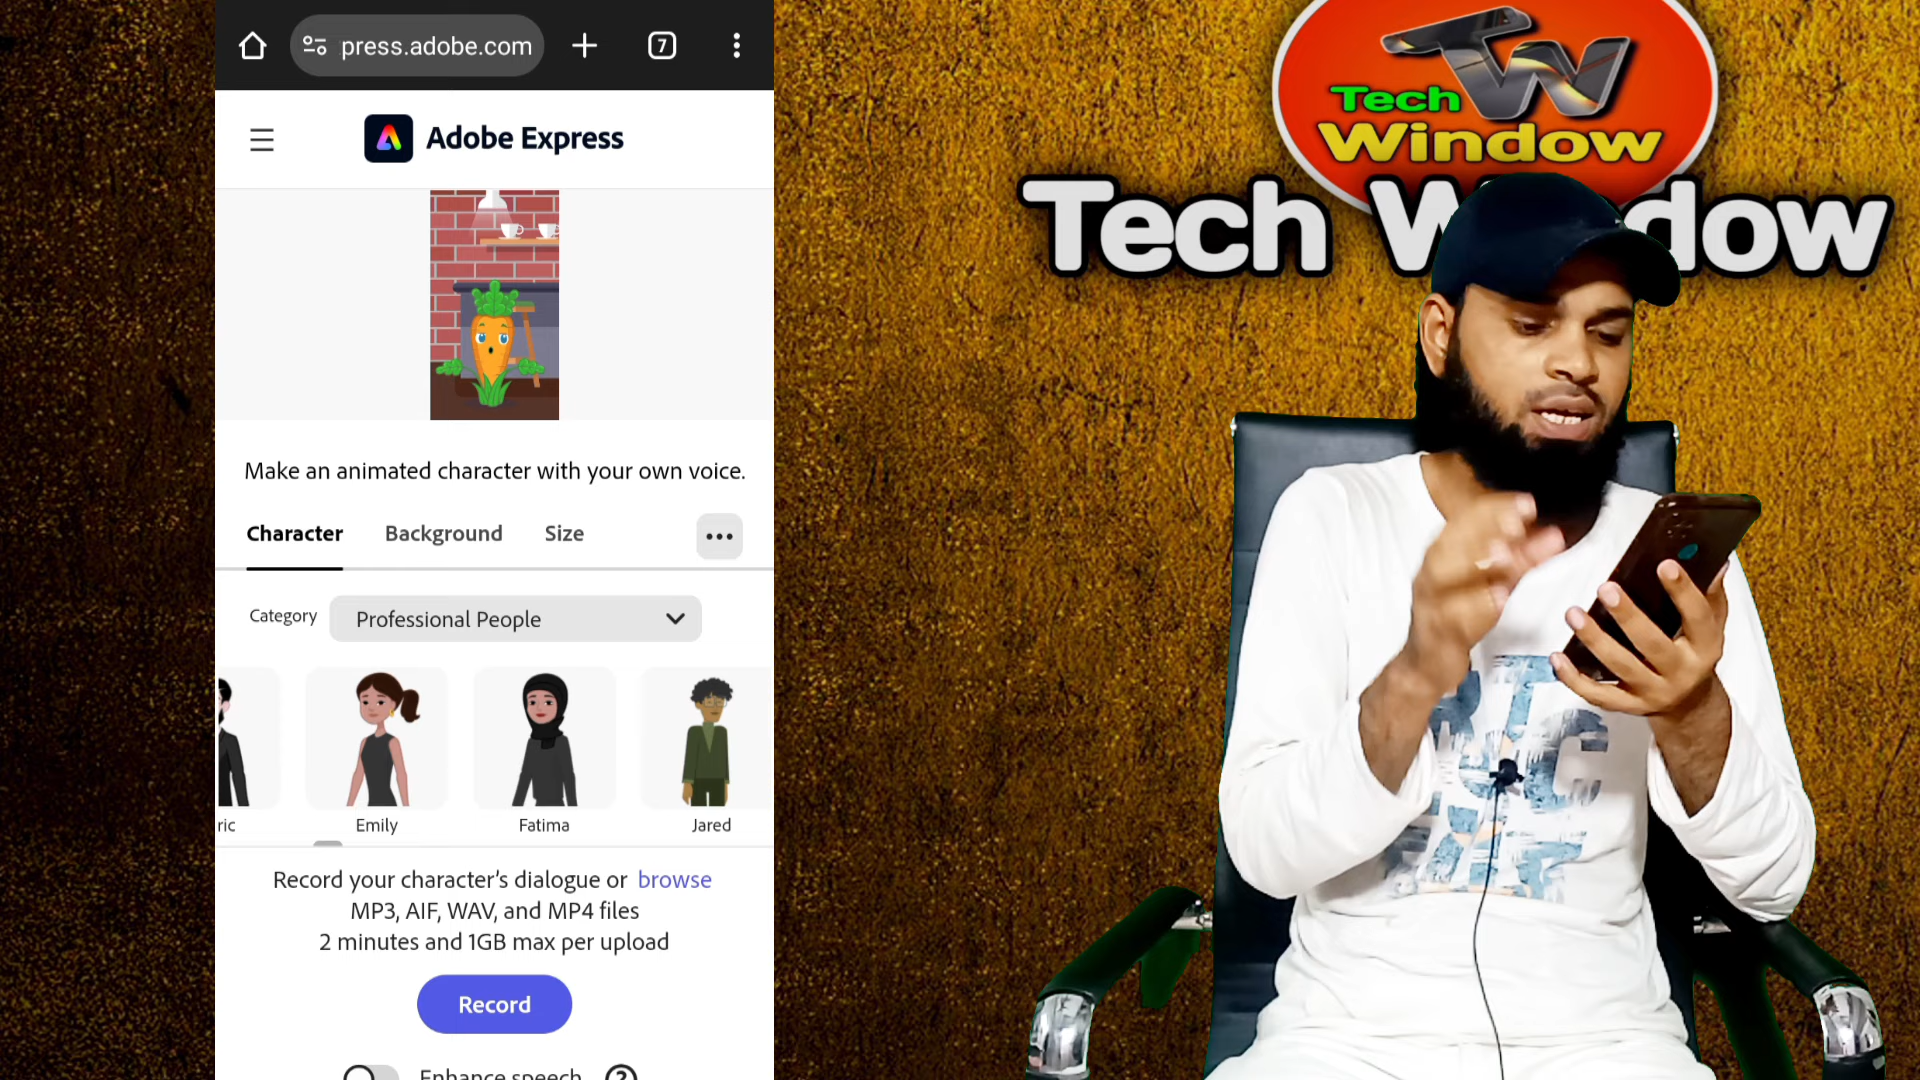 press.adobe.com
7
Adobe Express
Make an animated character with your own voice.
Character
Background
Size
Category
Professional People
ric
Emily
Fatima
Jared
Record your character's dialogue or browse
MP3, AIF, WAV, and MP4 files
2 minutes and 1GB max per upload
Record
Enhance speech
TW
Tech
Window
Tech W dow